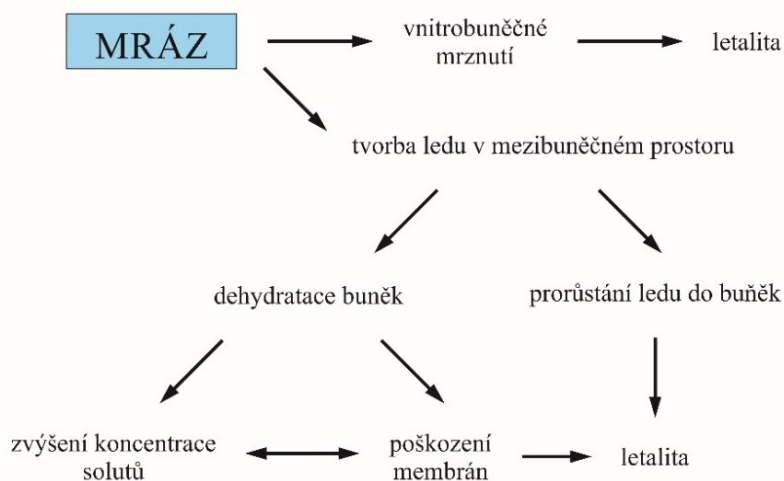 MRÁZ
vnitrobuněčné
mrznutí
letalita
tvorba ledu v mezibuněčném prostoru
dehydratace buněk
prorůstání ledu do buňěk
zvýšení koncentrace
solutů
poškození
membrán
letalita